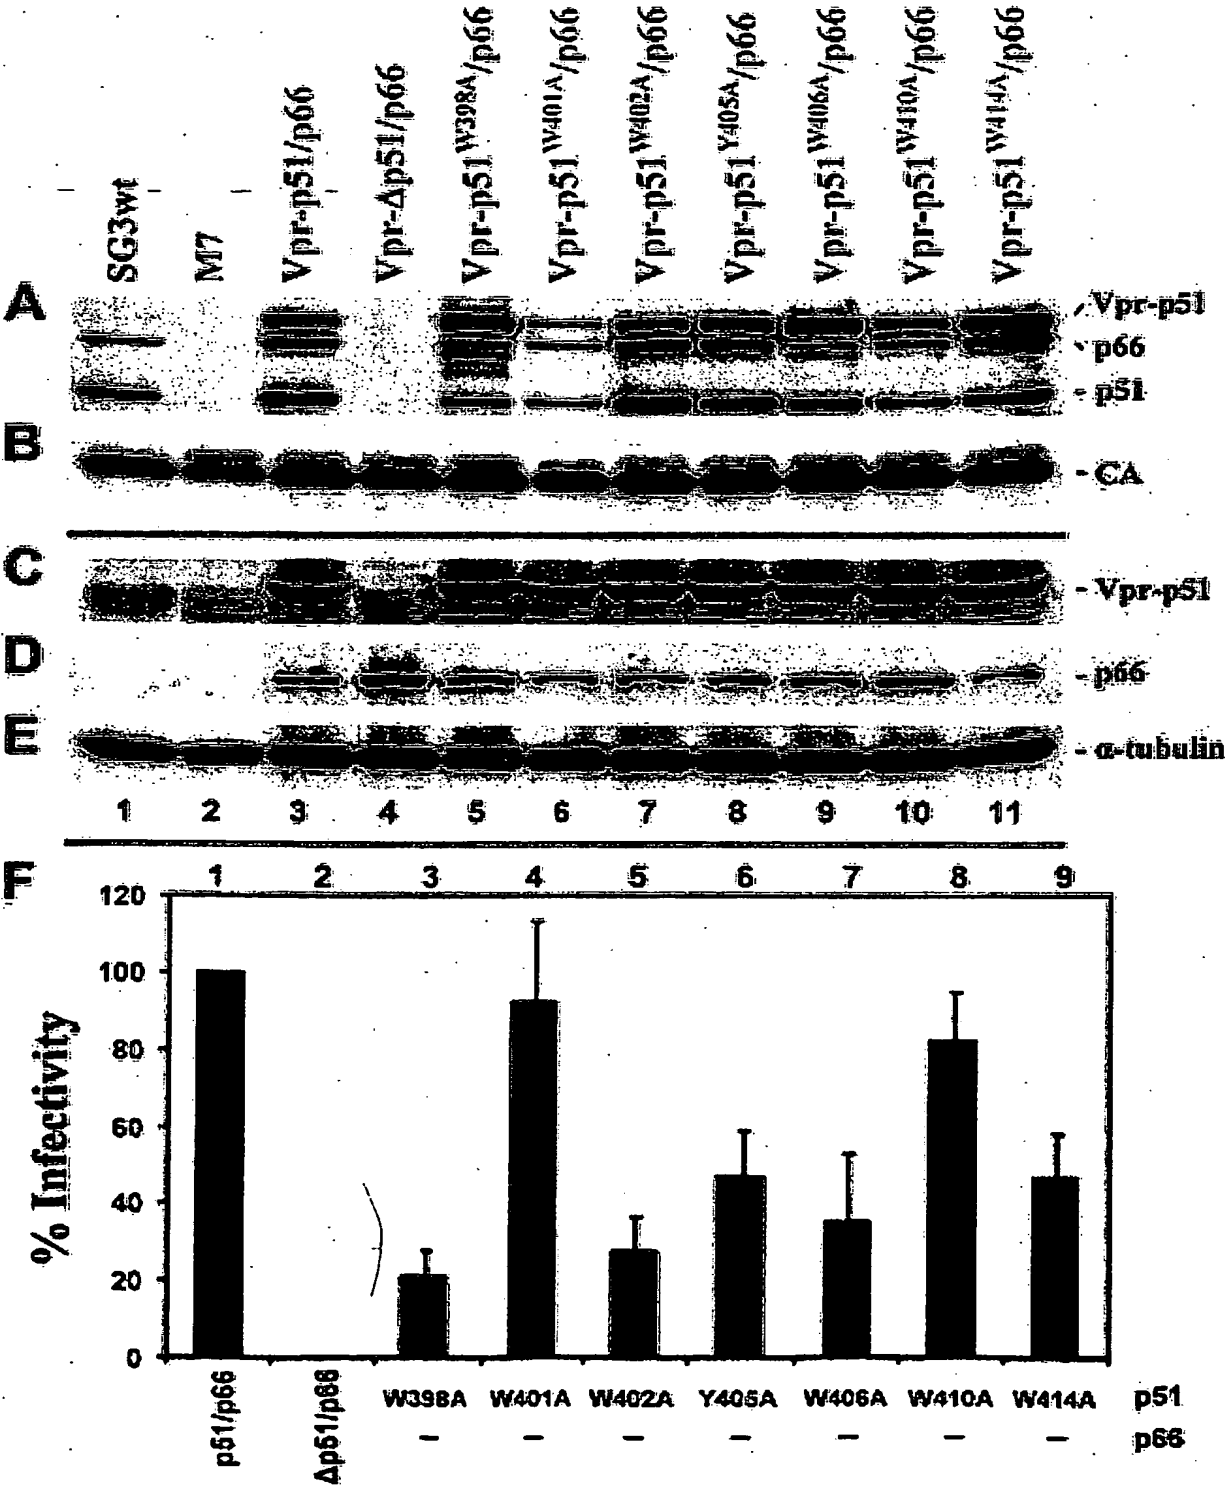 SG3wt
M7
Vpr-p51/p66
Vpr-Δp51/p66
Vpr-p51W398A/p66
Vpr-p51W401A/p66
Vpr-p51W402A/p66
Vpr-p51Y405A/p66
Vpr-p51W406A/p66
Vpr-p51W410A/p66
Vpr-p51W414A/p66
A
Vpr-p51
p66
- p51
B
- CA
C
- Vpr-p51
D
- p66
E
- α-tubulin
1 2 3 4 5 6 7 8 9 10 11
F
1 2 3 4 5 6 7 8 9
120
100
80
60
40
20
0
% Infectivity
p51/p66
Δp51/p66
W398A W401A W402A Y405A W406A W410A W414A p51
– – – – – – – p66